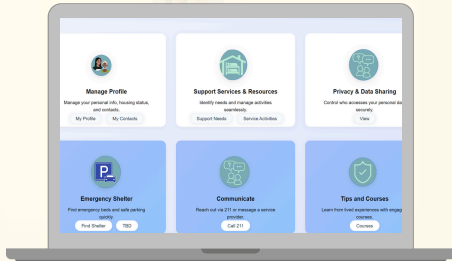 Manage Profile
Manage your personal info, housing status,
and contacts.
My Profile
My Contacts
Support Services & Resources
Identify needs and manage activities
seamlessly.
Support Needs
Service Activities
Privacy & Data Sharing
Control who accesses your personal da
securely.
View
P
Emergency Shelter
Find emergency beds and safe parking
quickly.
Find Shelter
TBD
Communicate
Reach out via 211 or message a service
provider.
Call 211
Tips and Courses
Learn from lived experiences with engag
courses.
Courses